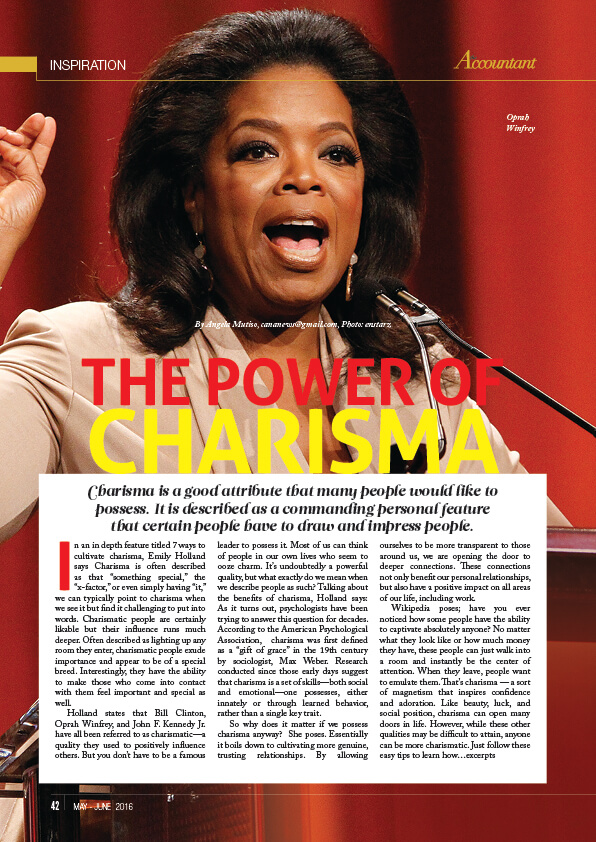 INSPIRATION
Accountant
Oprah
Winfrey
By Angela Mutiso, cananews@gmail.com, Photo: enstarz
THE POWER OF
CHARISMA
Charisma is a good attribute that many people would like to
possess. It is described as a commanding personal feature
that certain people have to draw and impress people.
In an in depth feature titled 7 ways to
cultivate charisma, Emily Holland
says Charisma is often described
as that “something special,” the
“x-factor,” or even simply having “it,”
we can typically point to charisma when
we see it but find it challenging to put into
words. Charismatic people are certainly
likable but their influence runs much
deeper. Often described as lighting up any
room they enter, charismatic people exude
importance and appear to be of a special
breed. Interestingly, they have the ability
to make those who come into contact
with them feel important and special as
well.
Holland states that Bill Clinton,
Oprah Winfrey, and John F. Kennedy Jr.
have all been referred to as charismatic—a
quality they used to positively influence
others. But you don’t have to be a famous
leader to possess it. Most of us can think
of people in our own lives who seem to
ooze charm. It’s undoubtedly a powerful
quality, but what exactly do we mean when
we describe people as such? Talking about
the benefits of charisma, Holland says:
As it turns out, psychologists have been
trying to answer this question for decades.
According to the American Psychological
Association, charisma was first defined
as a “gift of grace” in the 19th century
by sociologist, Max Weber. Research
conducted since those early days suggest
that charisma is a set of skills—both social
and emotional—one possesses, either
innately or through learned behavior,
rather than a single key trait.
So why does it matter if we possess
charisma anyway? She poses. Essentially
it boils down to cultivating more genuine,
trusting relationships. By allowing
ourselves to be more transparent to those
around us, we are opening the door to
deeper connections. These connections
not only benefit our personal relationships,
but also have a positive impact on all areas
of our life, including work.
Wikipedia poses; have you ever
noticed how some people have the ability
to captivate absolutely anyone? No matter
what they look like or how much money
they have, these people can just walk into
a room and instantly be the center of
attention. When they leave, people want
to emulate them. That’s charisma — a sort
of magnetism that inspires confidence
and adoration. Like beauty, luck, and
social position, charisma can open many
doors in life. However, while these other
qualities may be difficult to attain, anyone
can be more charismatic. Just follow these
easy tips to learn how…excerpts
42 MAY - JUNE 2016